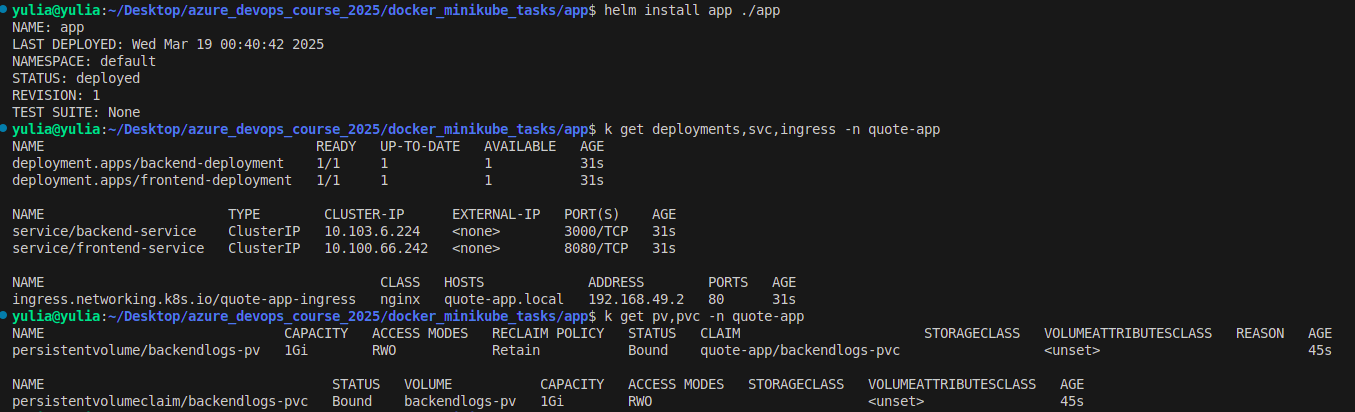 yulia@yulia:~/Desktop/azure_devops_course_2025/docker_minikube_tasks/app$ helm install app ./app
NAME: app
LAST DEPLOYED: Wed Mar 19 00:40:42 2025
NAMESPACE: default
STATUS: deployed
REVISION: 1
TEST SUITE: None
yulia@yulia:~/Desktop/azure_devops_course_2025/docker_minikube_tasks/app$ k get deployments,svc,ingress -n quote-app
NAME                                  READY   UP-TO-DATE   AVAILABLE   AGE
deployment.apps/backend-deployment    1/1     1            1           31s
deployment.apps/frontend-deployment   1/1     1            1           31s

NAME                       TYPE        CLUSTER-IP      EXTERNAL-IP   PORT(S)    AGE
service/backend-service    ClusterIP   10.103.6.224    <none>        3000/TCP   31s
service/frontend-service   ClusterIP   10.100.66.242   <none>        8080/TCP   31s

NAME                                          CLASS   HOSTS             ADDRESS        PORTS   AGE
ingress.networking.k8s.io/quote-app-ingress   nginx   quote-app.local   192.168.49.2   80      31s
yulia@yulia:~/Desktop/azure_devops_course_2025/docker_minikube_tasks/app$ k get pv,pvc -n quote-app
NAME                              CAPACITY   ACCESS MODES   RECLAIM POLICY   STATUS   CLAIM                       STORAGECLASS   VOLUMEATTRIBUTESCLASS   REASON   AGE
persistentvolume/backendlogs-pv   1Gi        RWO            Retain           Bound    quote-app/backendlogs-pvc                  <unset>                          45s

NAME                                    STATUS   VOLUME           CAPACITY   ACCESS MODES   STORAGECLASS   VOLUMEATTRIBUTESCLASS   AGE
persistentvolumeclaim/backendlogs-pvc   Bound    backendlogs-pv   1Gi        RWO                           <unset>                 45s